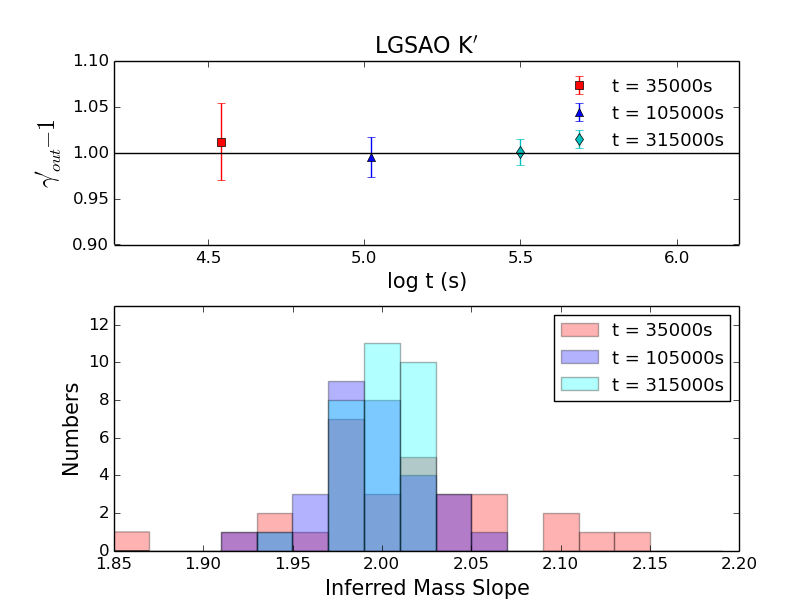 LGSAO K′
1.10
1.05
1.00
0.95
0.90
γ′out−1
t = 35000s
t = 105000s
t = 315000s
4.5 5.0 5.5 6.0
log t (s)
12
10
8
6
4
2
0
Numbers
t = 35000s
t = 105000s
t = 315000s
1.85 1.90 1.95 2.00 2.05 2.10 2.15 2.20
Inferred Mass Slope